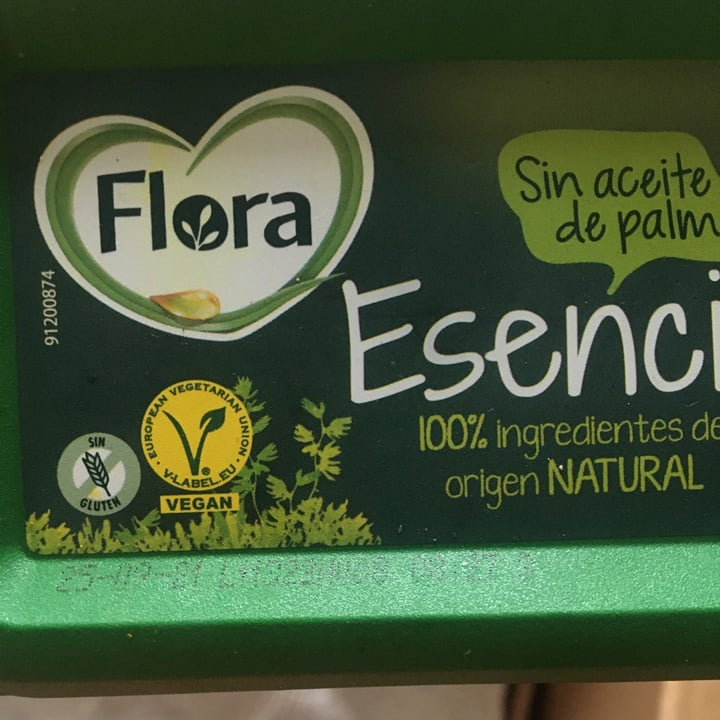 Flora
Sin aceite
de palm
Esenci
100% ingredientes de
origen NATURAL
91200874
SIN
GLUTEN
EUROPEAN VEGETARIAN UNION
V-LABEL.EU
VEGAN